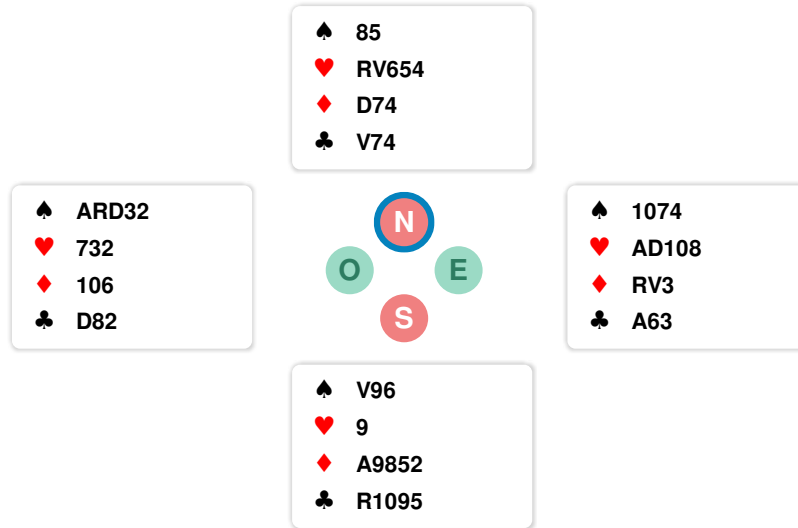 ♠ 85
♥ RV654
♦ D74
♣ V74
♠ ARD32
♥ 732
♦ 106
♣ D82
N
O E
S
♠ 1074
♥ AD108
♦ RV3
♣ A63
♠ V96
♥ 9
♦ A9852
♣ R1095